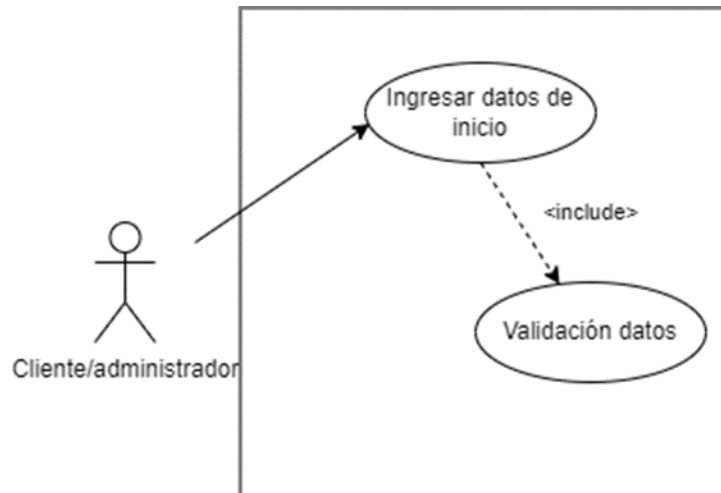 Ingresar datos de
inicio
<include>
Validación datos
Cliente/administrador